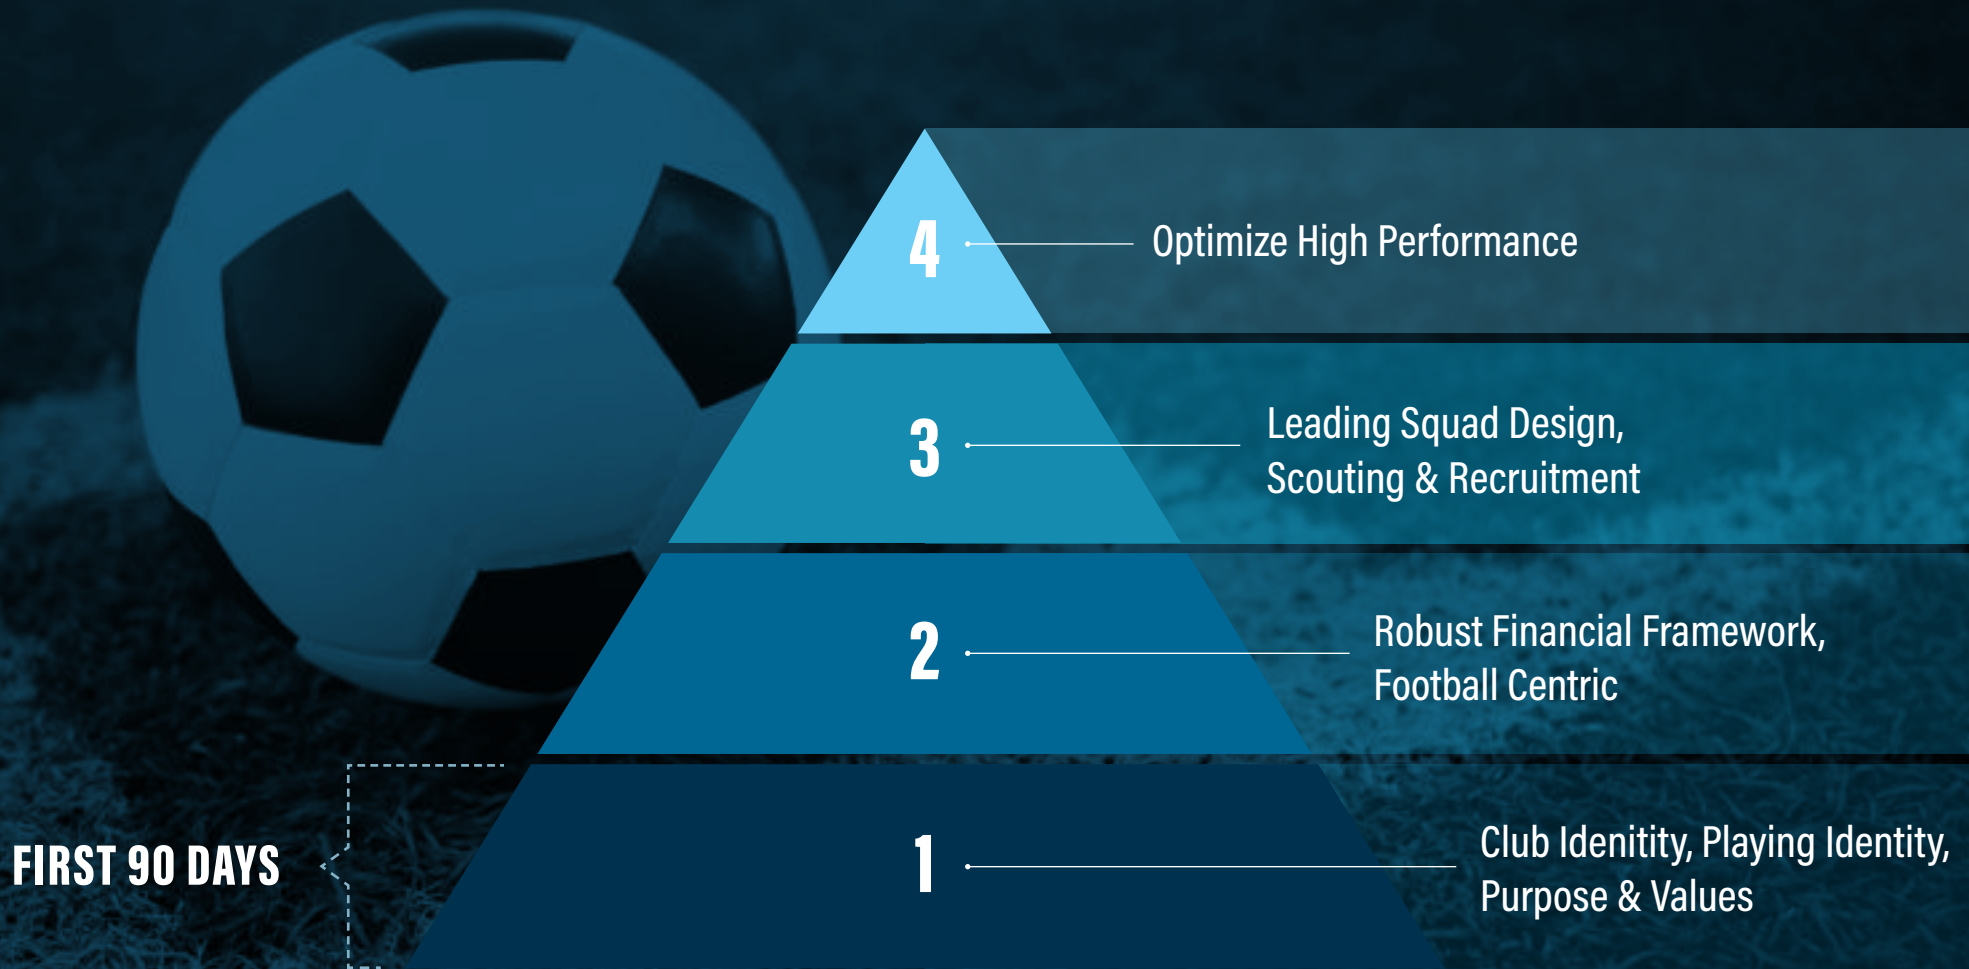 4
Optimize High Performance
3
Leading Squad Design,
Scouting & Recruitment
2
Robust Financial Framework,
Football Centric
FIRST 90 DAYS
1
Club Idenitity, Playing Identity,
Purpose & Values